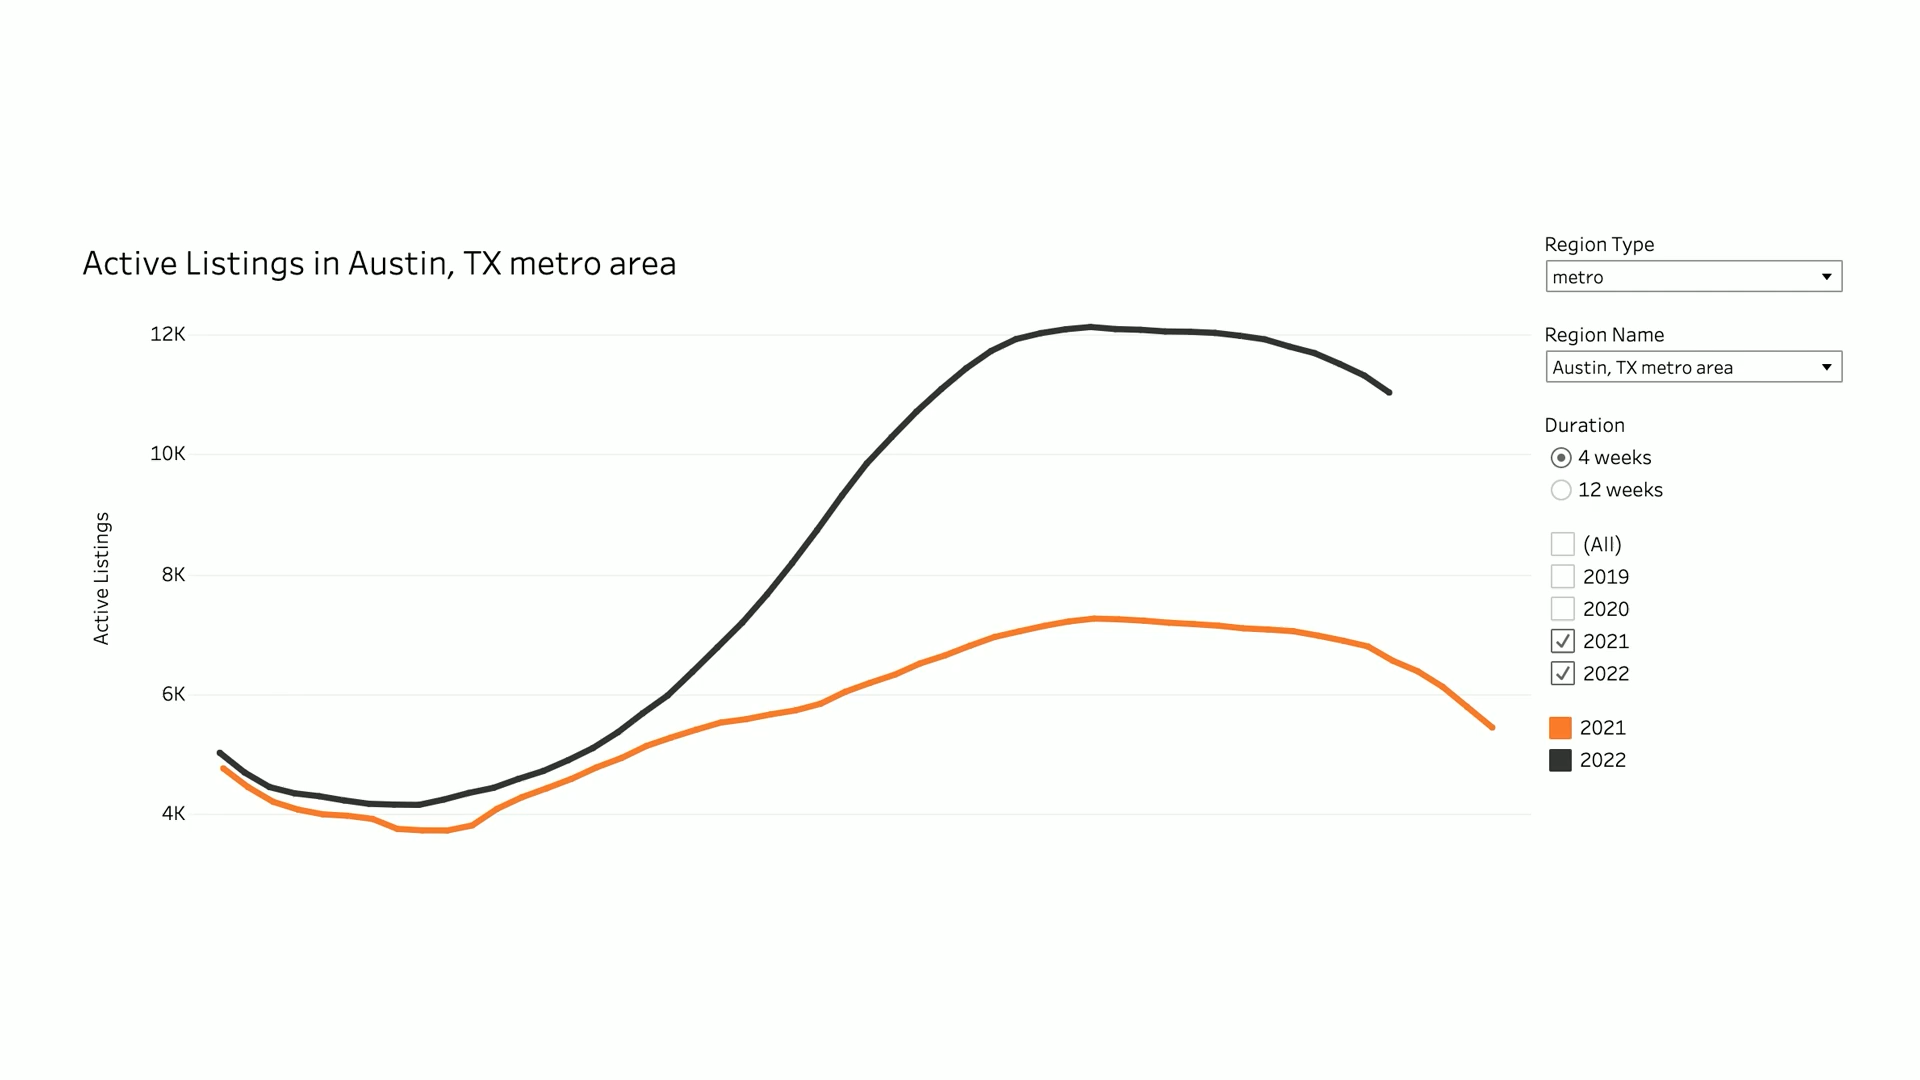 Active Listings in Austin, TX metro area
12K
10K
8K
6K
4K
Active Listings
Region Type
metro
Region Name
Austin, TX metro area
Duration
4 weeks
12 weeks
(All)
2019
2020
2021
2022
2021
2022